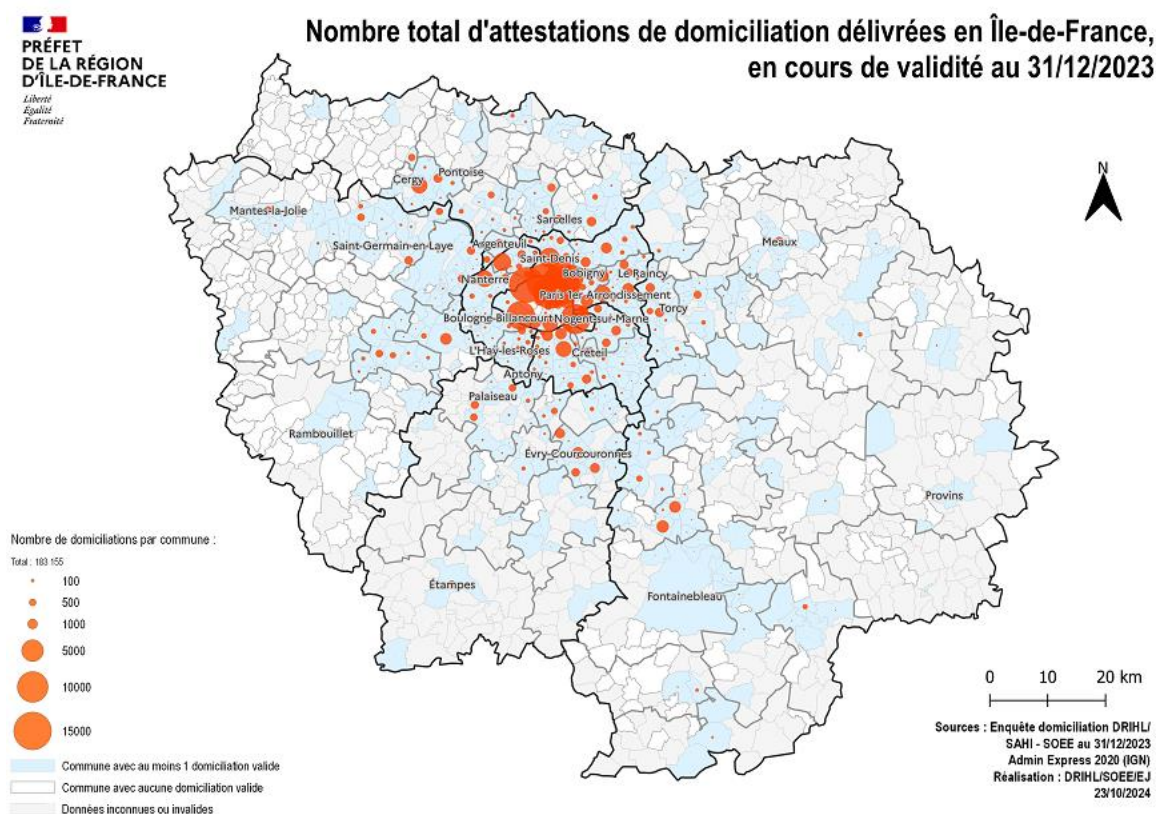 PRÉFET
DE LA RÉGION
D'ÎLE-DE-FRANCE
Liberté
Égalité
Fraternité
Nombre total d'attestations de domiciliation délivrées en Île-de-France,
en cours de validité au 31/12/2023
N
Pontoise
Cergy
Mantes-la-Jolie
Sarcelles
Saint-Germain-en-Laye
Argenteuil
Meaux
Saint-Denis
Bobigny
Le Raincy
Nanterre
Paris 1er Arrondissement
Torcy
Boulogne-Billancourt
Nogent-sur-Marne
L'Haÿ-les-Roses
Créteil
Antony
Palaiseau
Rambouillet
Évry-Courcouronnes
Provins
Étampes
Fontainebleau
Nombre de domiciliations par commune :
Total : 183 155
100
500
1000
5000
10000
15000
Commune avec au moins 1 domiciliation valide
Commune avec aucune domiciliation valide
Données inconnues ou invalides
0 10 20 km
Sources : Enquête domiciliation DRIHL/
SAHI - SOEE au 31/12/2023
Admin Express 2020 (IGN)
Réalisation : DRIHL/SOEE/EJ
23/10/2024